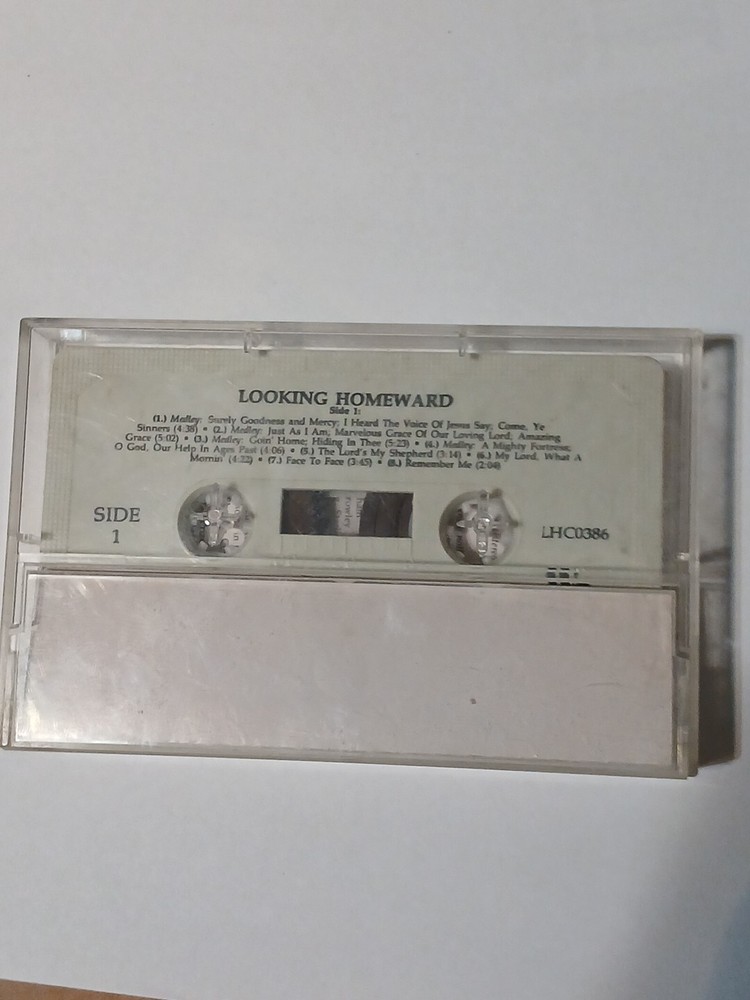 LOOKING HOMEWARD
Side 1:
(1.) Medley: Surely Goodness and Mercy; I Heard The Voice Of Jesus Say; Come, Ye
Sinners (4:38) • (2.) Medley: Just As I Am; Marvelous Grace Of Our Loving Lord; Amazing
Grace (5:02) • (3.) Medley: Goin' Home; Hiding In Thee (5:23) • (4.) Medley: A Mighty Fortress;
O God, Our Help In Ages Past (4:06) • (5.) The Lord's My Shepherd (3:14) • (6.) My Lord, What A
Mornin' (4:22) • (7.) Face To Face (3:45) • (8.) Remember Me (2:04)
SIDE
1
LHC0386